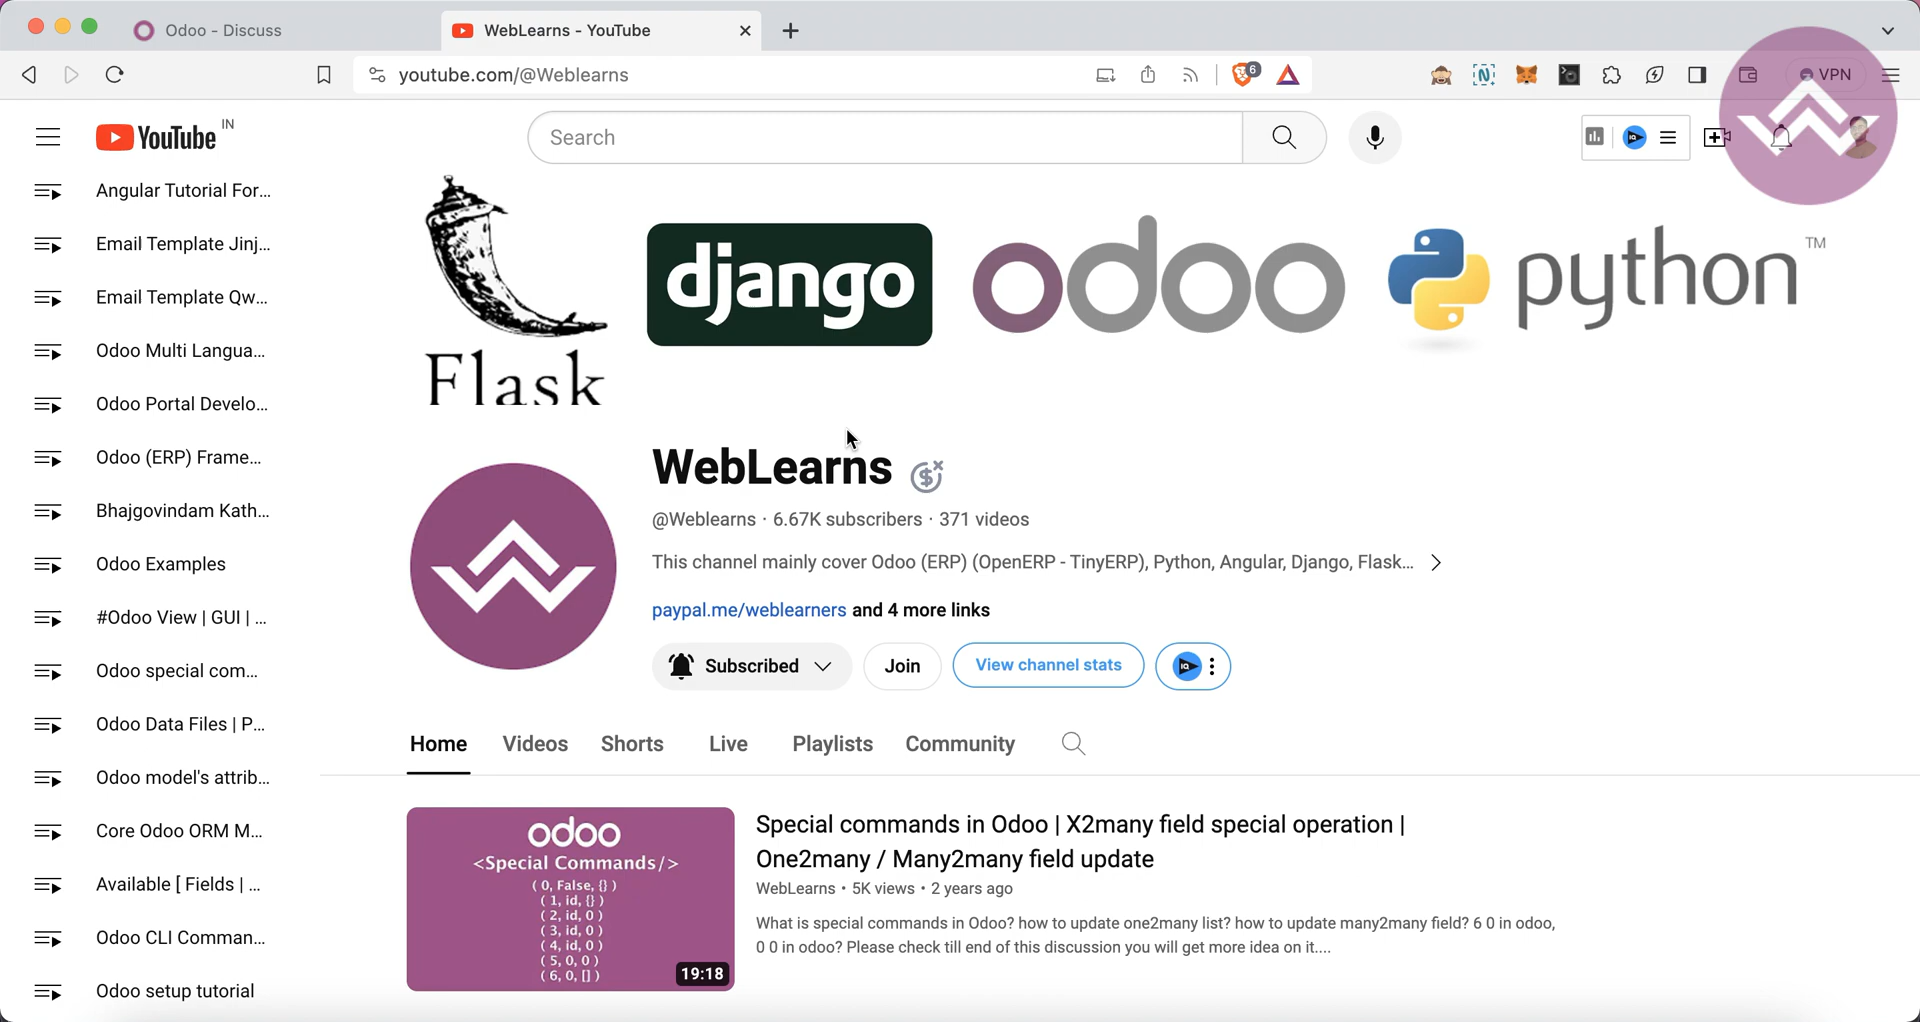 Odoo - Discuss
WebLearns - YouTube
youtube.com/@Weblearns
6
VPN
YouTube IN
Search
Angular Tutorial For...
Email Template Jinj...
Email Template Qw...
Odoo Multi Langua...
Odoo Portal Develo...
Odoo (ERP) Frame...
Bhajgovindam Kath...
Odoo Examples
#Odoo View | GUI | ...
Odoo special com...
Odoo Data Files | P...
Odoo model's attrib...
Core Odoo ORM M...
Available [ Fields | ...
Odoo CLI Comman...
Odoo setup tutorial
Flask
django
odoo
python TM
WebLearns
@Weblearns · 6.67K subscribers · 371 videos
This channel mainly cover Odoo (ERP) (OpenERP - TinyERP), Python, Angular, Django, Flask...
paypal.me/weblearners and 4 more links
Subscribed
Join
View channel stats
Home
Videos
Shorts
Live
Playlists
Community
odoo
<Special Commands/>
( 0, False, {} )
( 1, id, {} )
( 2, id, 0 )
( 3, id, 0 )
( 4, id, 0 )
( 5, 0, 0 )
( 6, 0, [] )
19:18
Special commands in Odoo | X2many field special operation |
One2many / Many2many field update
WebLearns • 5K views • 2 years ago
What is special commands in Odoo? how to update one2many list? how to update many2many field? 6 0 in odoo,
0 0 in odoo? Please check till end of this discussion you will get more idea on it....